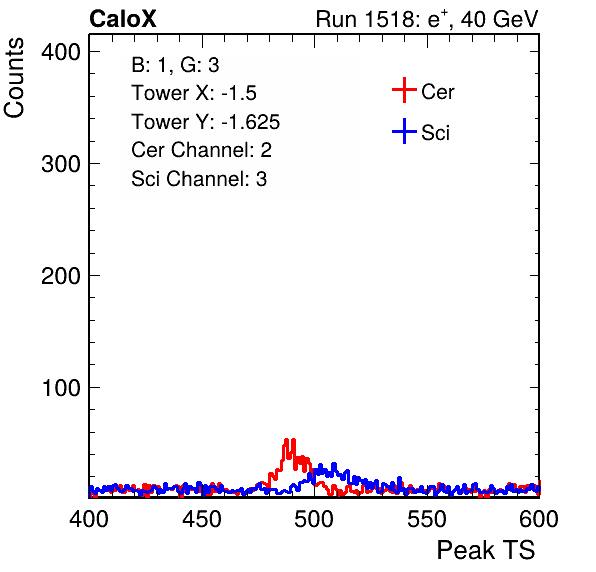 CaloX Run 1518: e+, 40 GeV
Counts
400
300
200
100
B: 1, G: 3
Tower X: -1.5
Tower Y: -1.625
Cer Channel: 2
Sci Channel: 3
Cer
Sci
400 450 500 550 600
Peak TS